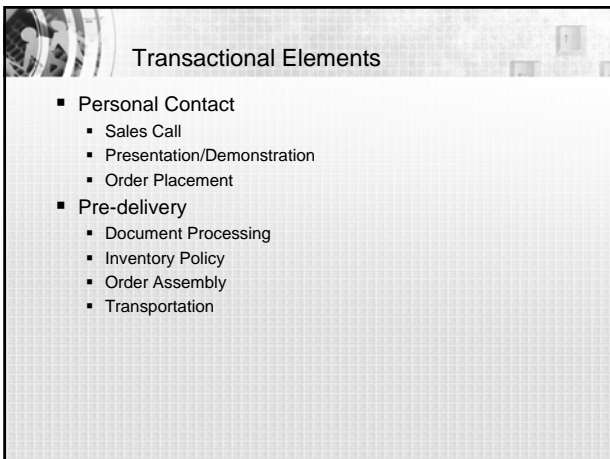 Transactional Elements
▪ Personal Contact
▪ Sales Call
▪ Presentation/Demonstration
▪ Order Placement
▪ Pre-delivery
▪ Document Processing
▪ Inventory Policy
▪ Order Assembly
▪ Transportation